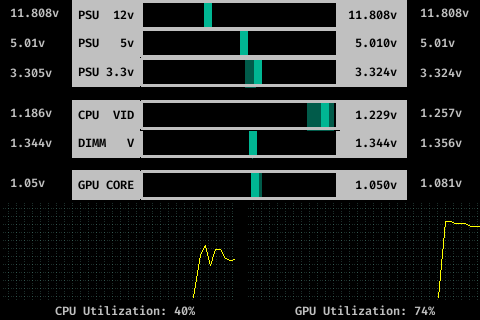 11.808v PSU 12v 11.808v 11.808v
5.01v PSU 5v 5.010v 5.01v
3.305v PSU 3.3v 3.324v 3.324v
1.186v CPU VID 1.229v 1.257v
1.344v DIMM V 1.344v 1.356v
1.05v GPU CORE 1.050v 1.081v
CPU Utilization: 40% GPU Utilization: 74%